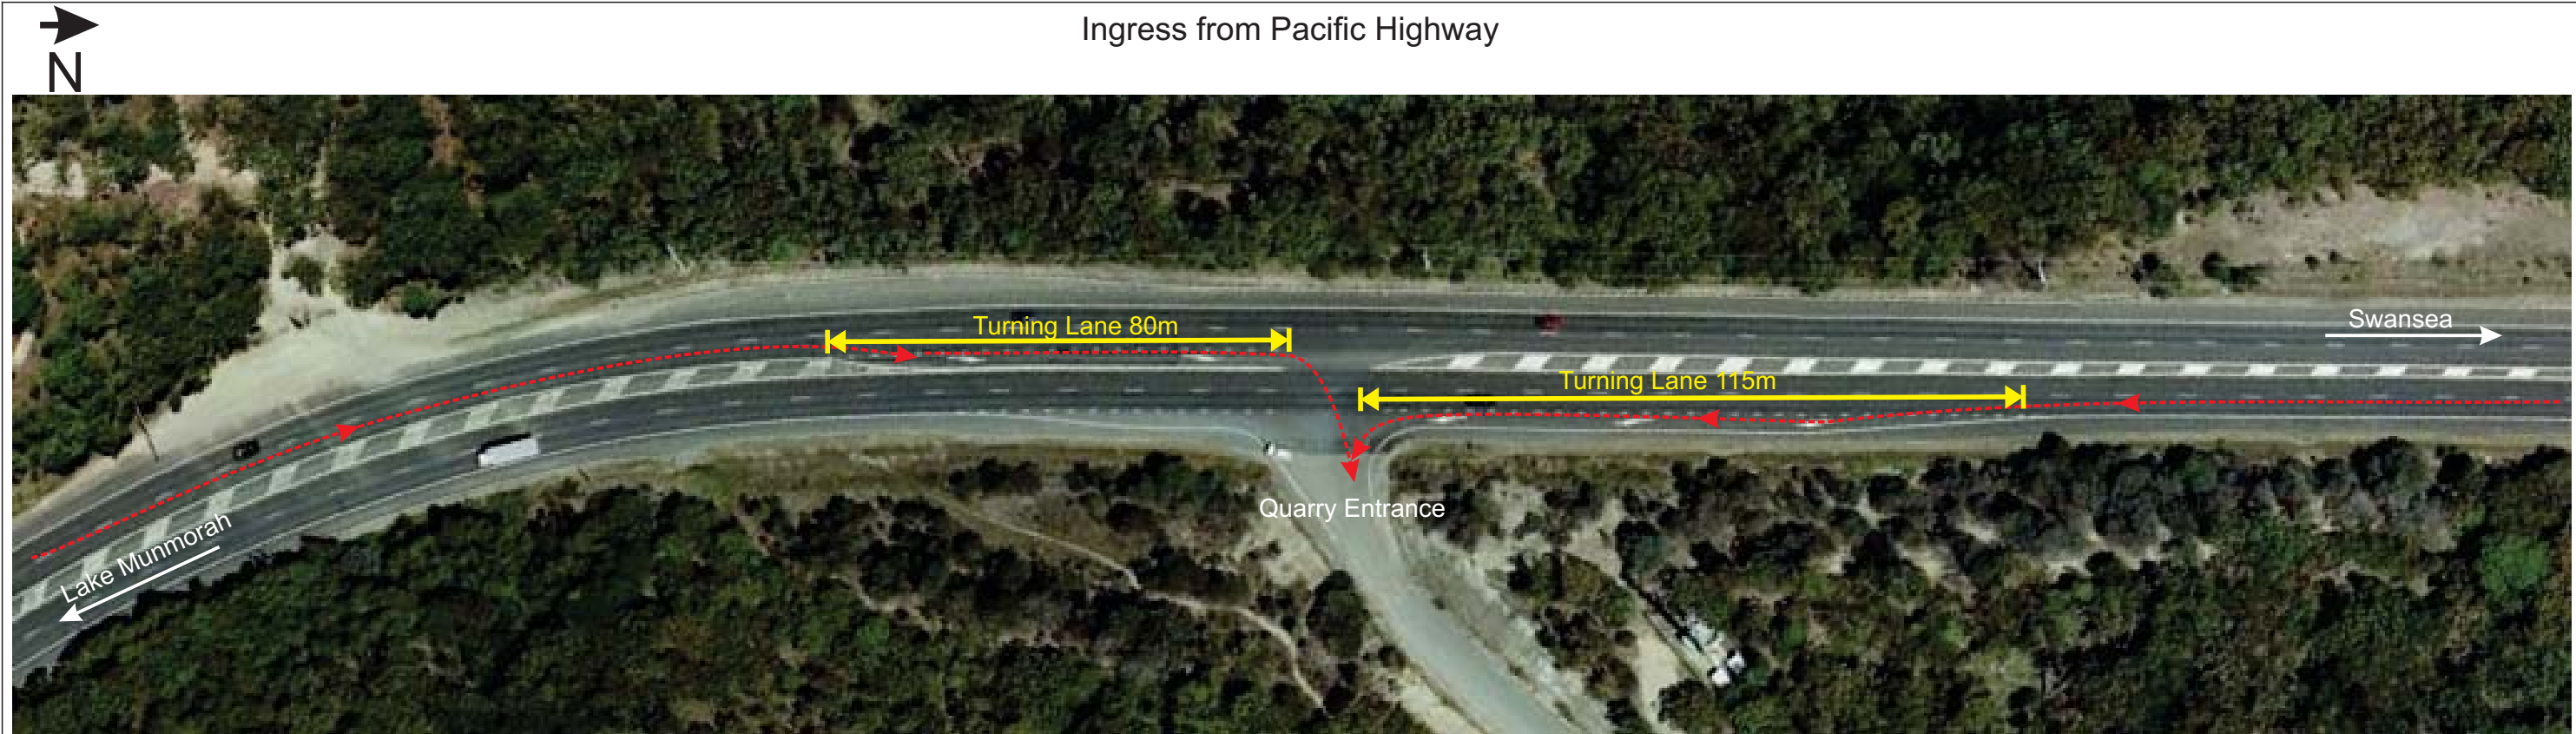 Ingress from Pacific Highway
N
Turning Lane 80m
Swansea
Turning Lane 115m
Quarry Entrance
Lake Munmorah